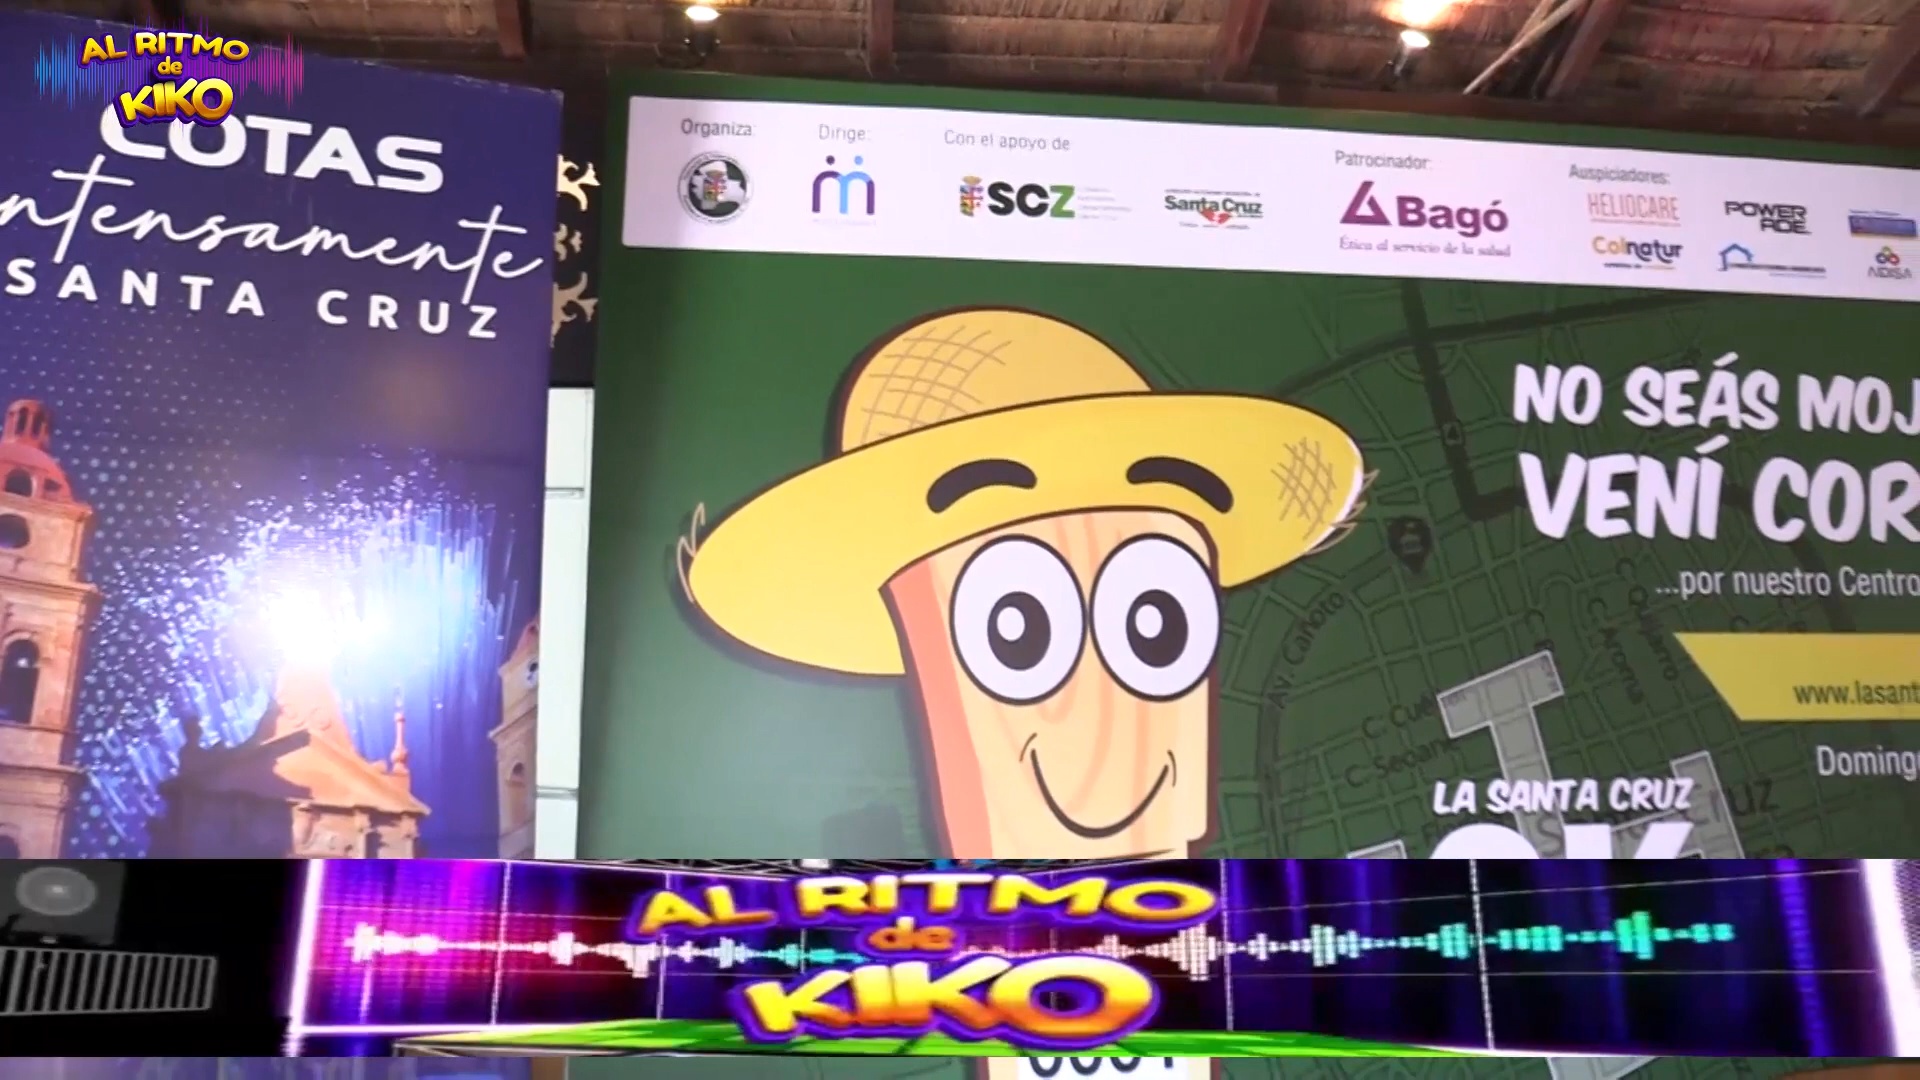 AL RITMO
de
KIKO
COTAS
ntensamente
SANTA CRUZ
Organiza:
Dirige:
Con el apoyo de
Patrocinador:
Auspiciadores:
SCZ
Santa Cruz
Bagó
Ética al servicio de la salud
HELIOCARE
POWER
ADE
Colnatur
AIDISA
NO SEÁS MOJ
VENÍ COR
...por nuestro Centro
www.lasant
Doming
Av. Cañoto
C. Aroma
LA SANTA CRUZ
AL RITMO
de
KIKO